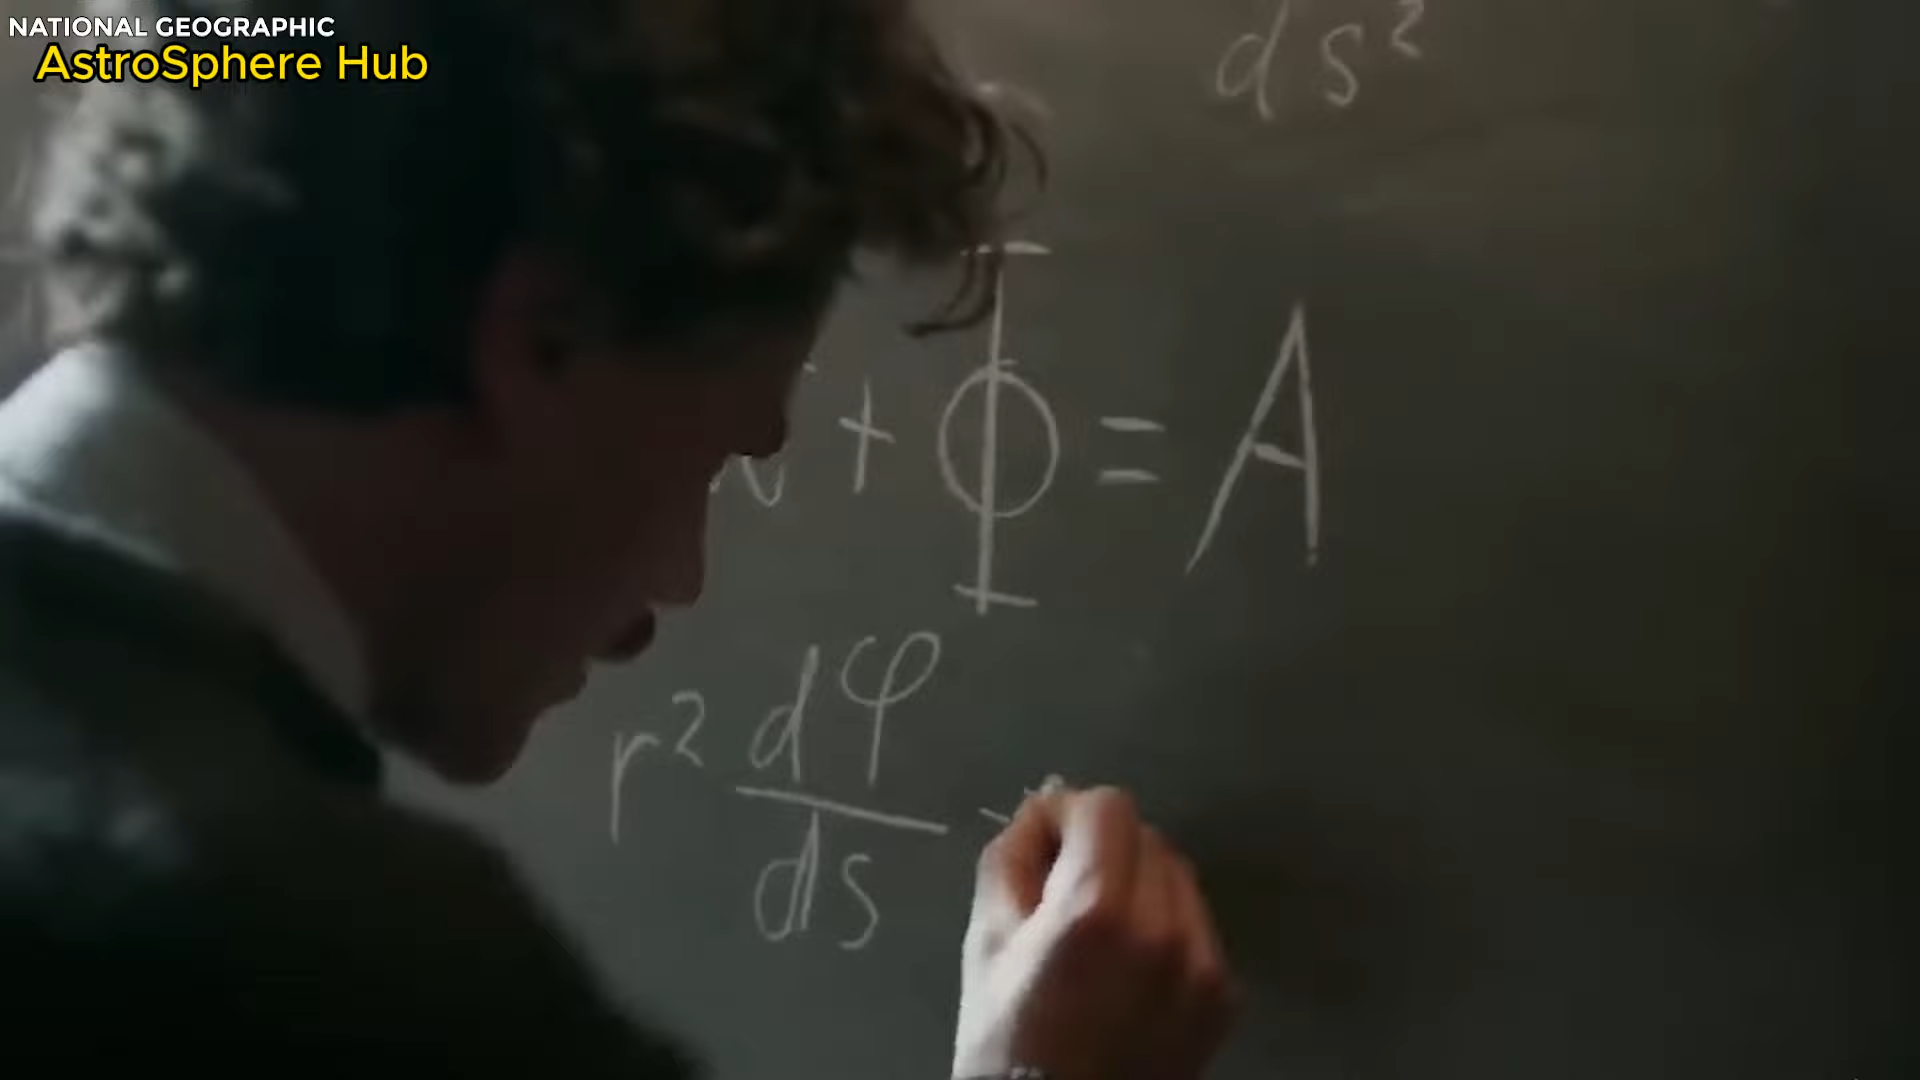 NATIONAL GEOGRAPHIC
AstroSphere Hub
ds²
+ Φ = A
r² dφ
ds